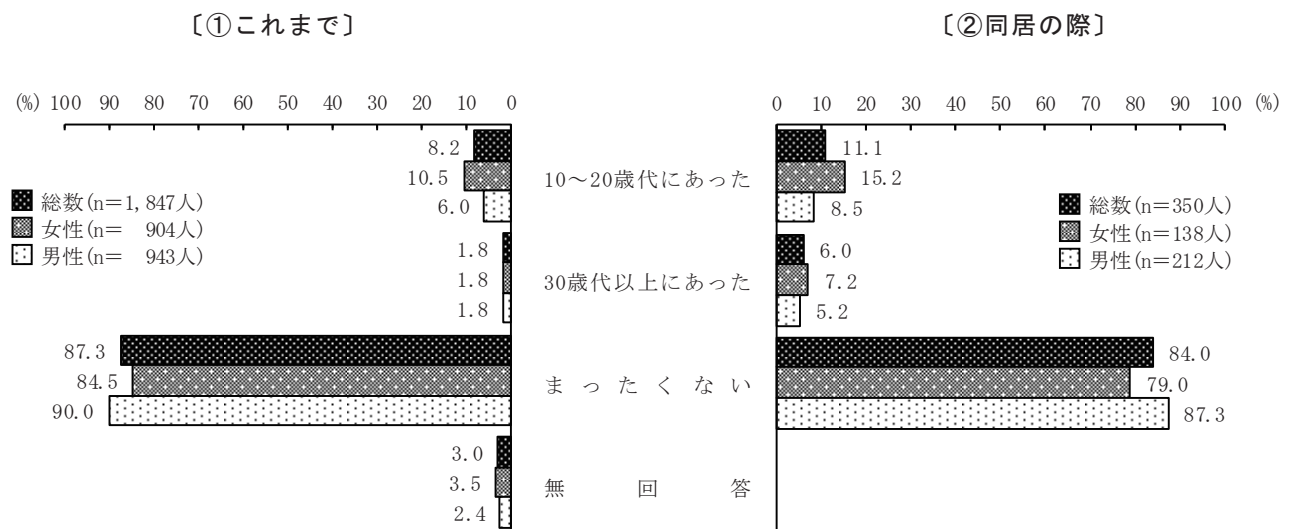 〔①これまで〕
(%) 100 90 80 70 60 50 40 30 20 10 0
8.2
10.5
6.0
1.8
1.8
1.8
87.3
84.5
90.0
3.0
3.5
2.4
総数(n=1,847人)
女性(n= 904人)
男性(n= 943人)
10～20歳代にあった
30歳代以上にあった
まったくない
無回答
〔②同居の際〕
0 10 20 30 40 50 60 70 80 90 100 (%)
11.1
15.2
8.5
6.0
7.2
5.2
84.0
79.0
87.3
総数(n=350人)
女性(n=138人)
男性(n=212人)